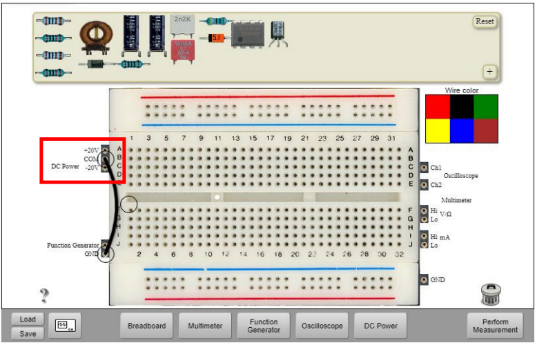 2n2K
Reset
+
Wire color
1 3 5 7 9 11 13 15 17 19 21 23 25 27 29 31
+20V
COM
DC Power -20V
A
B
C
D
E
A
B
C
D
E
Ch1
Oscilloscope
Ch2
Multimeter
Hi
V/Ω
Lo
F
G
H
I
J
F
G
H
I
J
Hi mA
Lo
Function Generator
GND
2 4 6 8 10 12 14 16 18 20 22 24 26 28 30 32
GND
?
Load
Save
Breadboard
Multimeter
Function
Generator
Oscilloscope
DC Power
Perform
Measurement